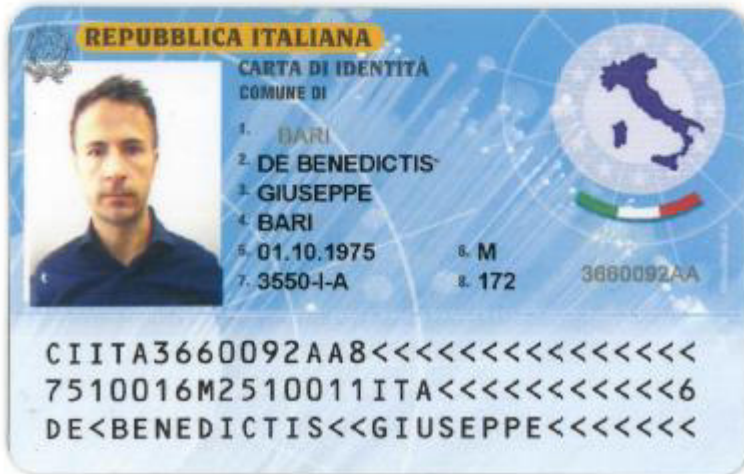 REPUBBLICA ITALIANA
CARTA DI IDENTITÀ
COMUNE DI
1. BARI
2. DE BENEDICTIS
3. GIUSEPPE
4. BARI
5. 01.10.1975 6. M
7. 3550-I-A 8. 172
3660092AA
CIITA3660092AA8<<<<<<<<<<<<<<<
7510016M2510011ITA<<<<<<<<<<<6
DE<BENEDICTIS<<GIUSEPPE<<<<<<<